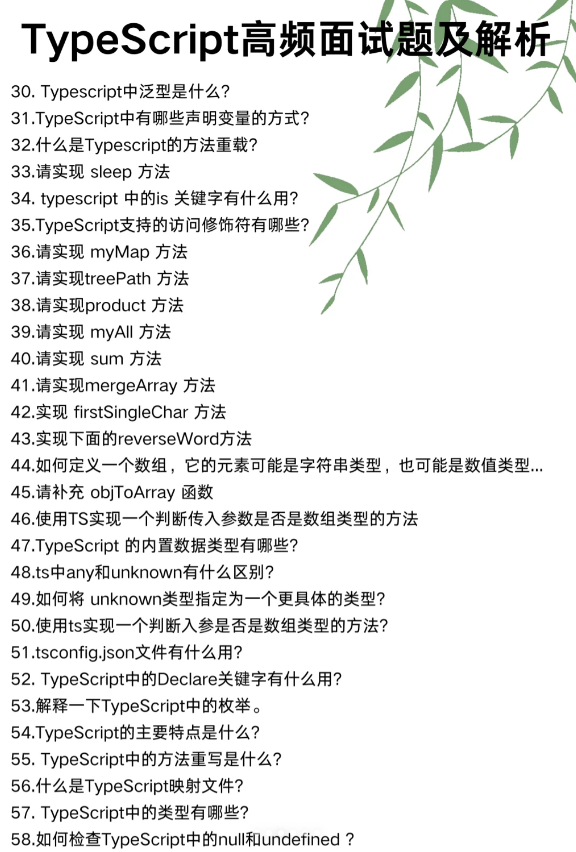 TypeScript高频面试题及解析
30. Typescript中泛型是什么?
31.TypeScript中有哪些声明变量的方式?
32.什么是Typescript的方法重载?
33.请实现 sleep 方法
34. typescript 中的is 关键字有什么用?
35.TypeScript支持的访问修饰符有哪些?
36.请实现 myMap 方法
37.请实现treePath 方法
38.请实现product 方法
39.请实现 myAll 方法
40.请实现 sum 方法
41.请实现mergeArray 方法
42.实现 firstSingleChar 方法
43.实现下面的reverseWord方法
44.如何定义一个数组，它的元素可能是字符串类型，也可能是数值类型...
45.请补充 objToArray 函数
46.使用TS实现一个判断传入参数是否是数组类型的方法
47.TypeScript 的内置数据类型有哪些?
48.ts中any和unknown有什么区别?
49.如何将 unknown类型指定为一个更具体的类型?
50.使用ts实现一个判断入参是否是数组类型的方法?
51.tsconfig.json文件有什么用?
52. TypeScript中的Declare关键字有什么用?
53.解释一下TypeScript中的枚举。
54.TypeScript的主要特点是什么?
55. TypeScript中的方法重写是什么?
56.什么是TypeScript映射文件?
57. TypeScript中的类型有哪些?
58.如何检查TypeScript中的null和undefined ?